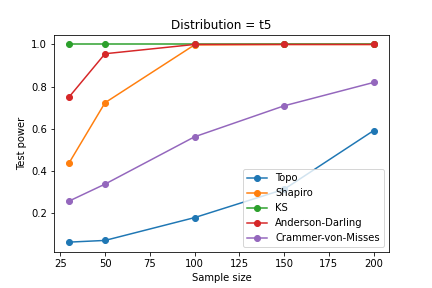 Distribution = t5
Test power
1.0
0.8
0.6
0.4
0.2
Topo
Shapiro
KS
Anderson-Darling
Crammer-von-Misses
25
50
75
100
125
150
175
200
Sample size